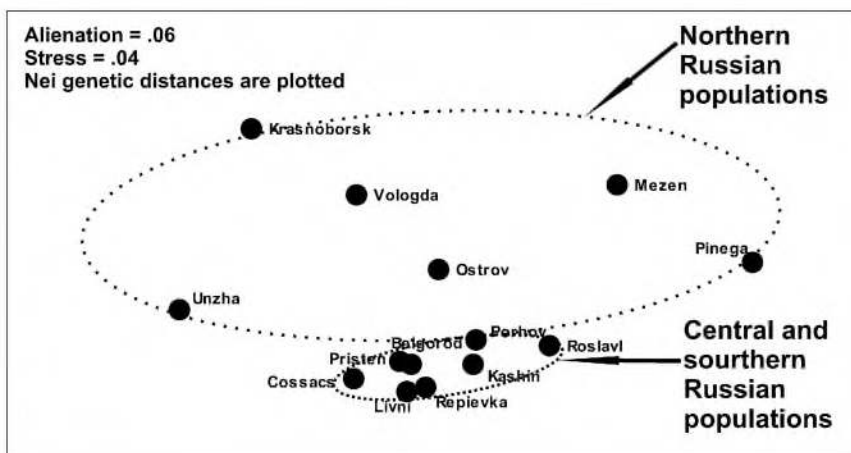 Alienation = .06
Stress = .04
Nei genetic distances are plotted
Northern
Russian
populations
Krasnoborsk
Vologda
Mezen
Pinega
Ostrov
Unzha
Porhov
Roslavl
Belgorod
Pristen
Kashin
Cossacs
Livni
Repievka
Central and
sourthern
Russian
populations